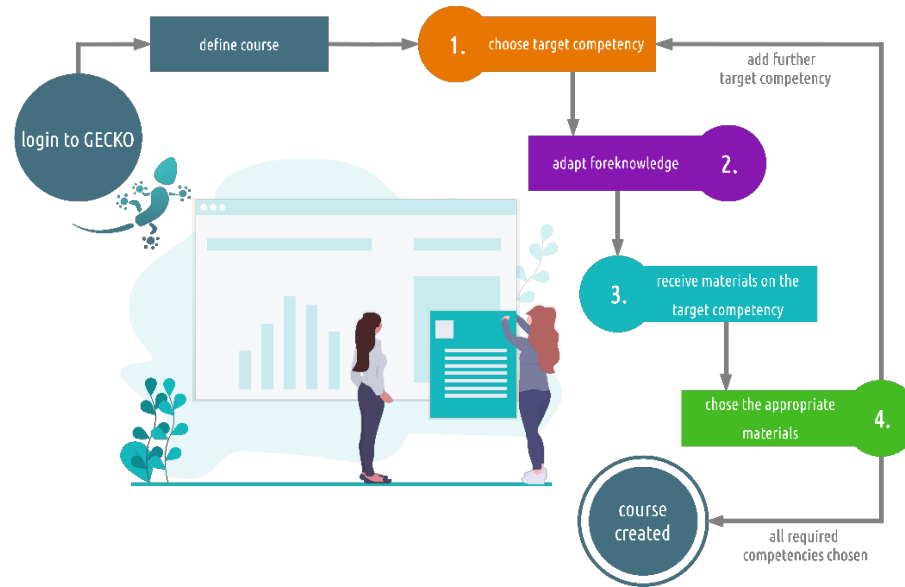 login to GECKO
define course
1.
choose target competency
add further
target competency
adapt foreknowledge
2.
3.
receive materials on the
target competency
chose the appropriate
materials
4.
course
created
all required
competencies chosen